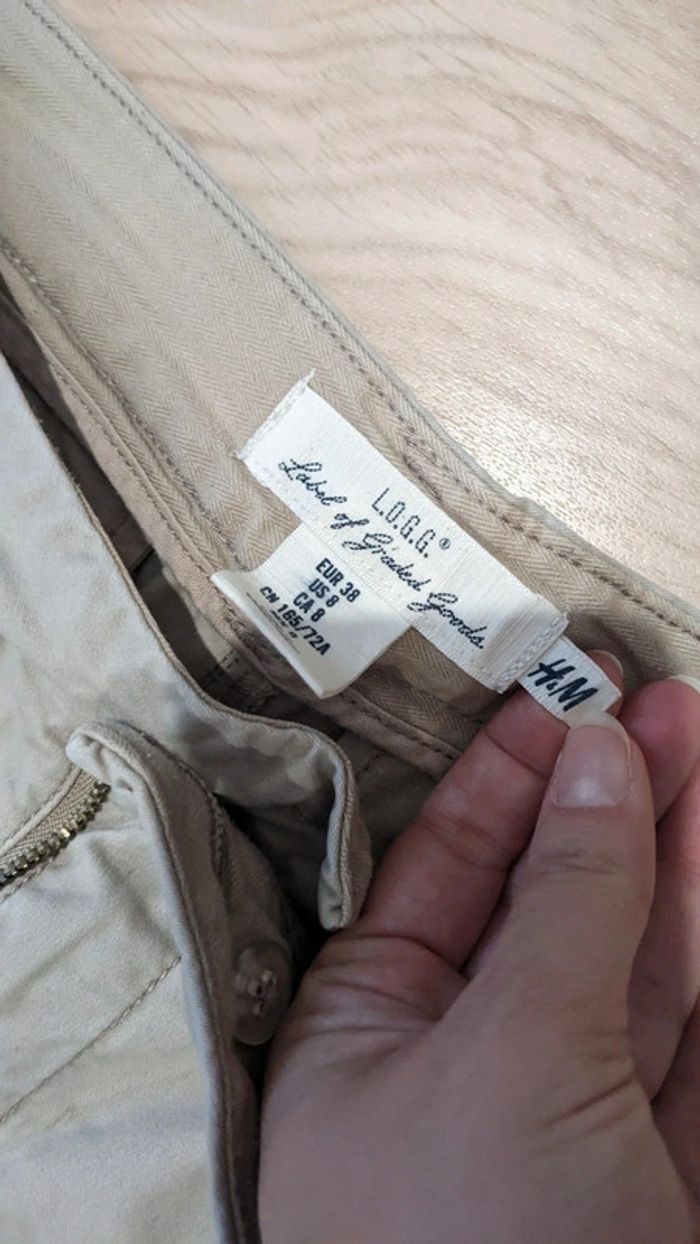 L.O.G.G.®
Label of Graded Goods.
EUR 38
US 8
CA 8
CN 165/72A
H&M